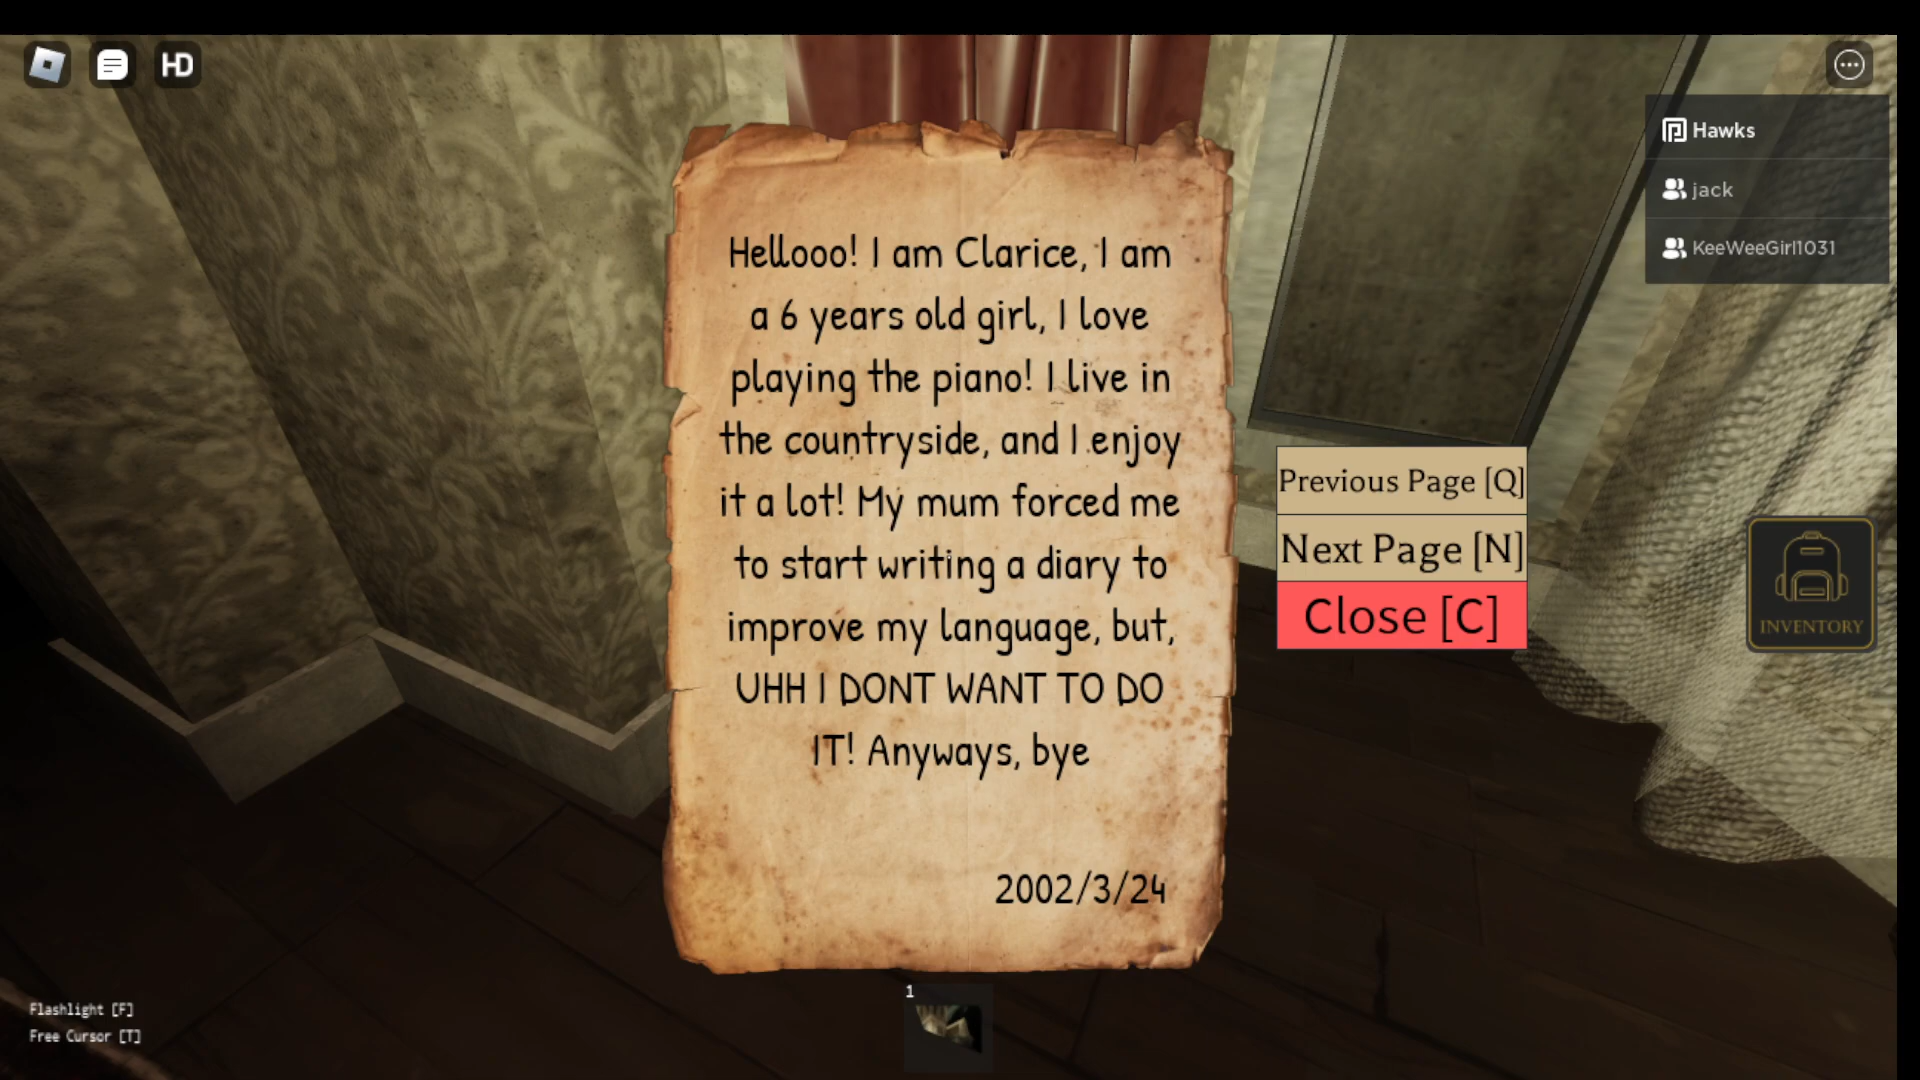 HD
Hawks
jack
KeeWeeGirl1031
Hellooo! I am Clarice, I am
a 6 years old girl, I love
playing the piano! I live in
the countryside, and I enjoy
it a lot! My mum forced me
to start writing a diary to
improve my language, but,
UHH I DONT WANT TO DO
IT! Anyways, bye
2002/3/24
Previous Page [Q]
Next Page [N]
Close [C]
INVENTORY
Flashlight [F]
Free Cursor [T]
1